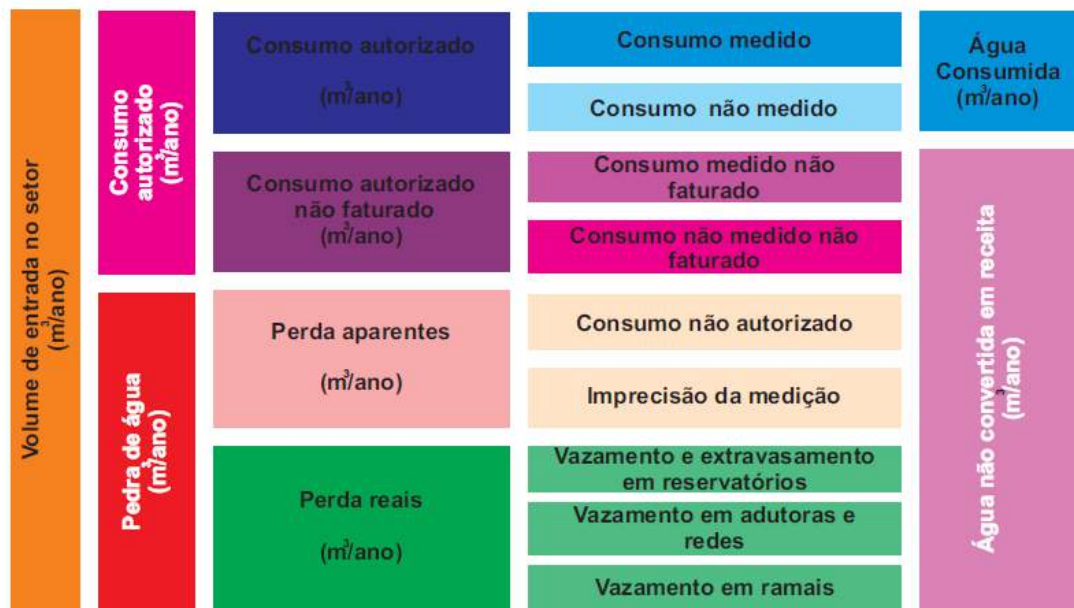 Volume de entrada no setor
(m³/ano)
Consumo
autorizado
(m³/ano)
Pedra de água
(m³/ano)
Consumo autorizado
(m³/ano)
Consumo autorizado
não faturado
(m³/ano)
Perda aparentes
(m³/ano)
Perda reais
(m³/ano)
Consumo medido
Consumo não medido
Consumo medido não
faturado
Consumo não medido não
faturado
Consumo não autorizado
Imprecisão da medição
Vazamento e extravasamento
em reservatórios
Vazamento em adutoras e
redes
Vazamento em ramais
Água
Consumida
(m³/ano)
Água não convertida em receita
(m³/ano)